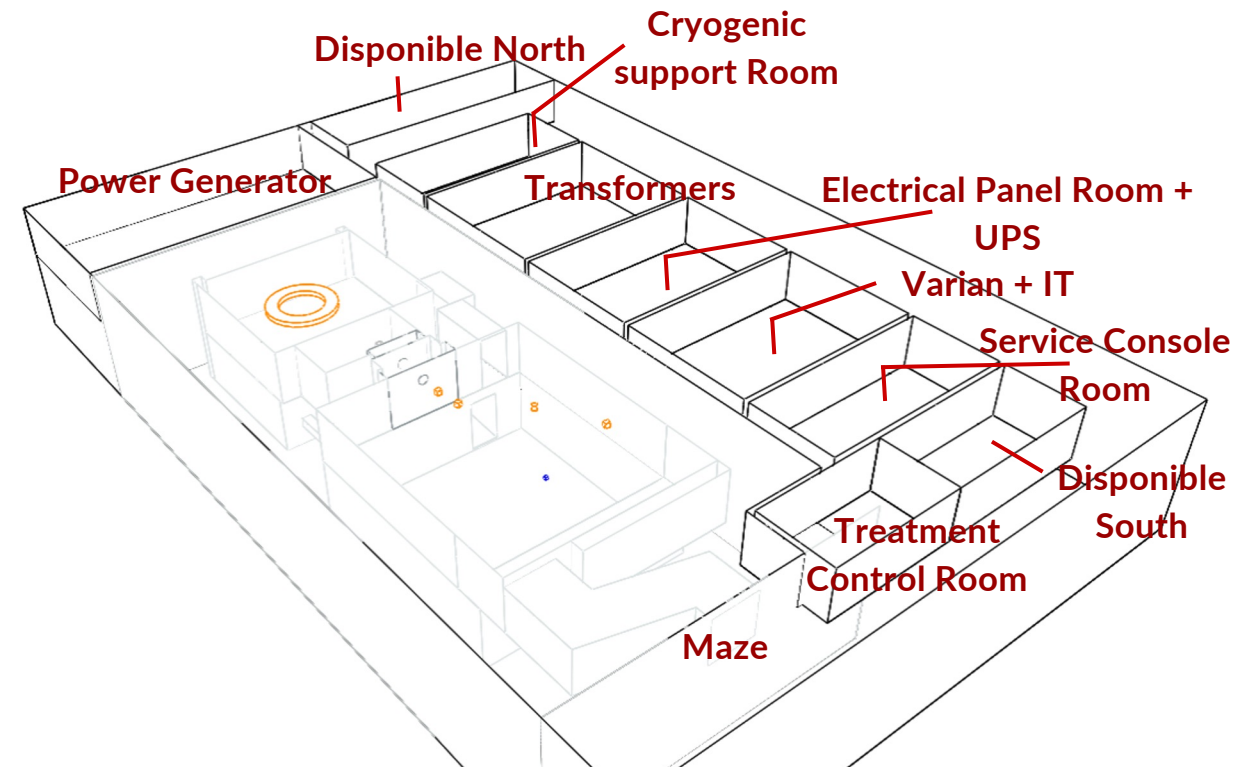 Disponible North
Cryogenic
support Room
Power Generator
Transformers
Electrical Panel Room +
UPS
Varian + IT
Service Console
Room
Disponible
South
Treatment
Control Room
Maze